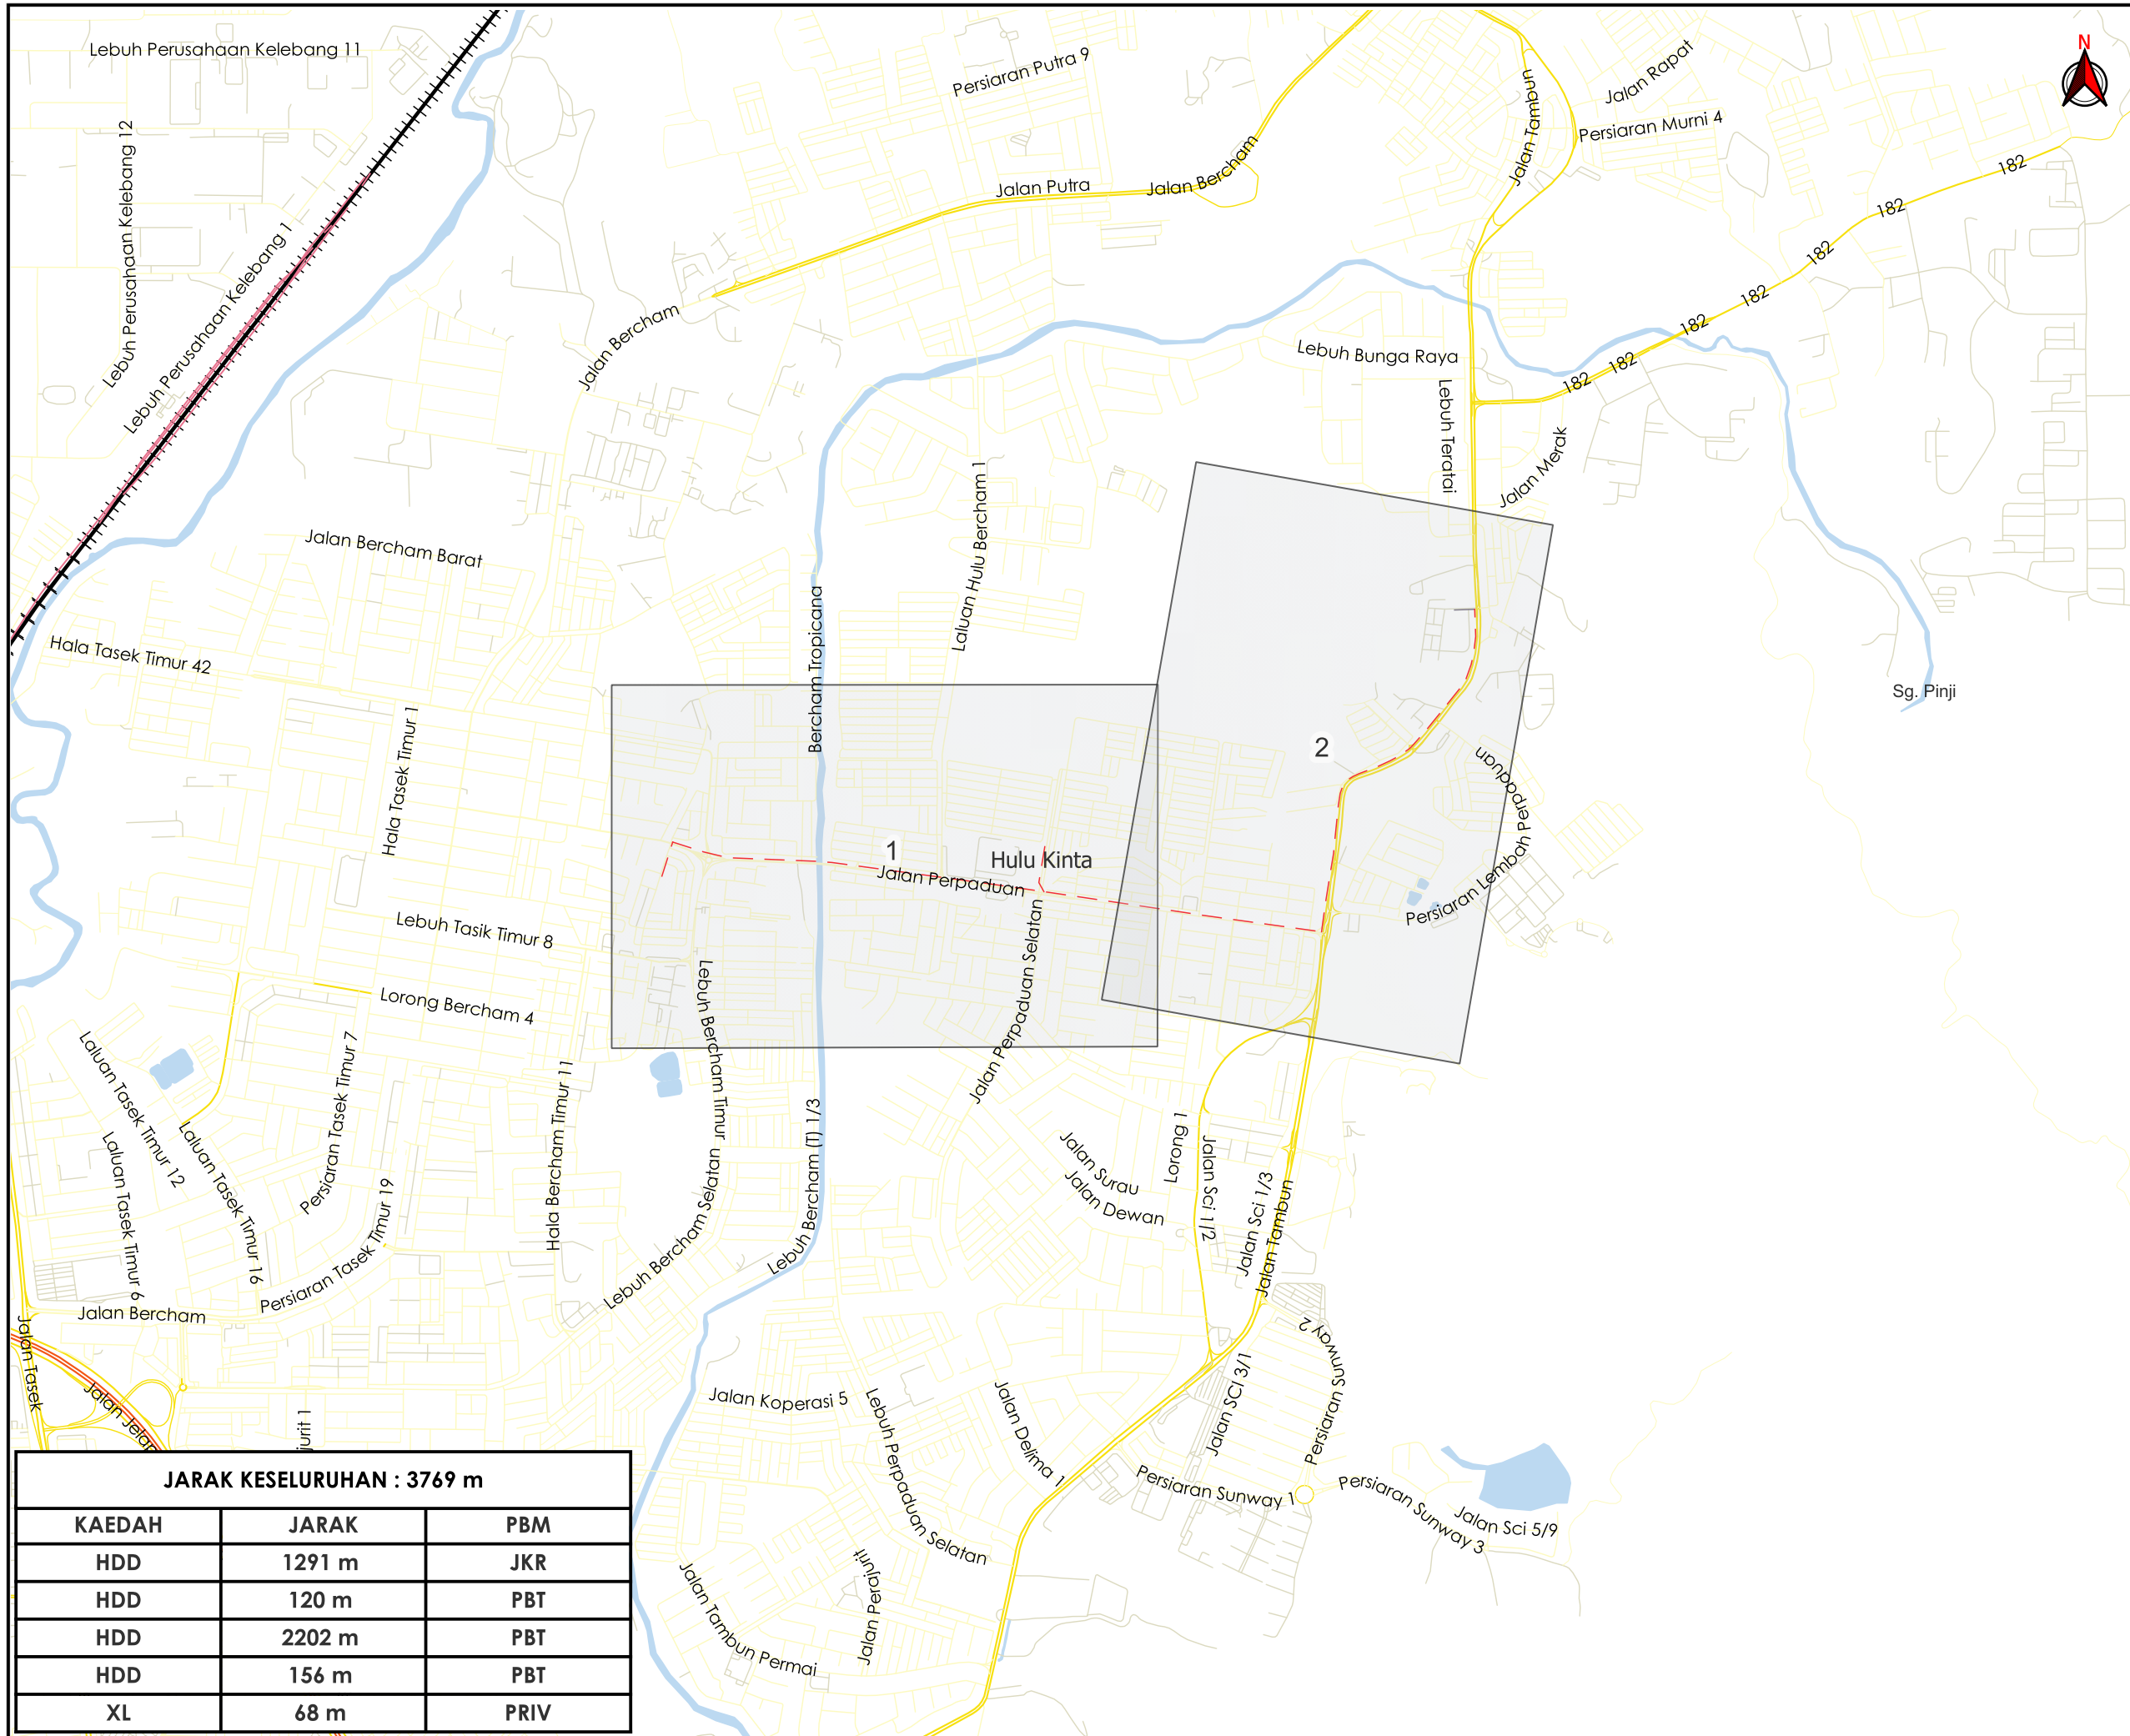 Lebuh Perusahaan Kelebang 11
N
Persiaran Putra 9
Jalan Rapat
Jalan Tambun
Persiaran Murni 4
Lebuh Perusahaan Kelebang 12
Jalan Putra
Jalan Bercham
182
182
182
182
182
182
182
Lebuh Perusahaan Kelebang 1
Jalan Bercham
Lebuh Bunga Raya
Lebuh Teratai
Jalan Merak
Laluan Hulu Bercham 1
Jalan Bercham Barat
Bercham Tropicana
Hala Tasek Timur 42
Sg. Pinji
Hala Tasek Timur 1
2
Perpaduan
1
Hulu Kinta
Jalan Perpaduan
Persiaran Lembah Perpaduan
Lebuh Tasik Timur 8
Jalan Perpaduan Selatan
Lebuh Bercham Timur
Lorong Bercham 4
Laluan Tasek Timur 12
Persiaran Tasek Timur 7
Hala Bercham Timur 11
Lebuh Bercham (T) 1/3
Laluan Tasek Timur 6
Laluan Tasek Timur 16
Persiaran Tasek Timur 19
Lebuh Bercham Selatan
Jalan Surau
Jalan Dewan
Lorong 1
Jalan Sci 1/2
Jalan Sci 1/3
Jalan Tambun
Jalan Bercham
Jalan Tasek
Jalan Jelap
jurit 1
Persiaran Sunway 2
Jalan SCI 3/1
Jalan Koperasi 5
Lebuh Perpaduan Selatan
Jalan Delima 1
Persiaran Sunway 1
Persiaran Sunway 3
Jalan Sci 5/9
Jalan Perajurit
Jalan Tambun Permai
JARAK KESELURUHAN : 3769 m
KAEDAH JARAK PBM
HDD 1291 m JKR
HDD 120 m PBT
HDD 2202 m PBT
HDD 156 m PBT
XL 68 m PRIV